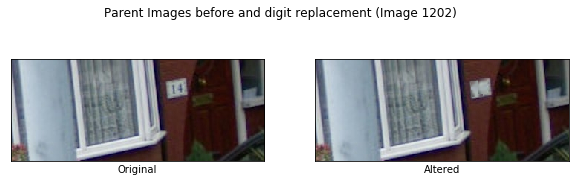 Parent Images before and digit replacement (Image 1202)
14
Original
Altered